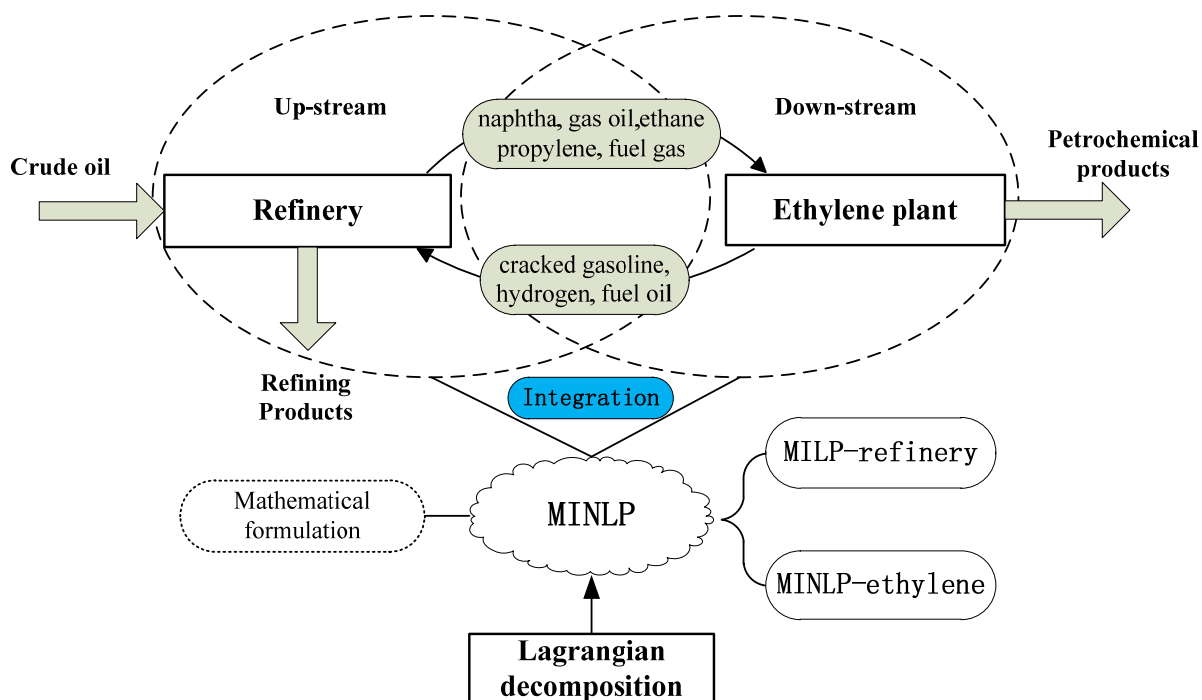 Up-stream
Down-stream
naphtha, gas oil,ethane
propylene, fuel gas
Crude oil
Petrochemical
products
Refinery
Ethylene plant
cracked gasoline,
hydrogen, fuel oil
Refining
Products
Integration
MILP-refinery
Mathematical
formulation
MINLP
MINLP-ethylene
Lagrangian
decomposition